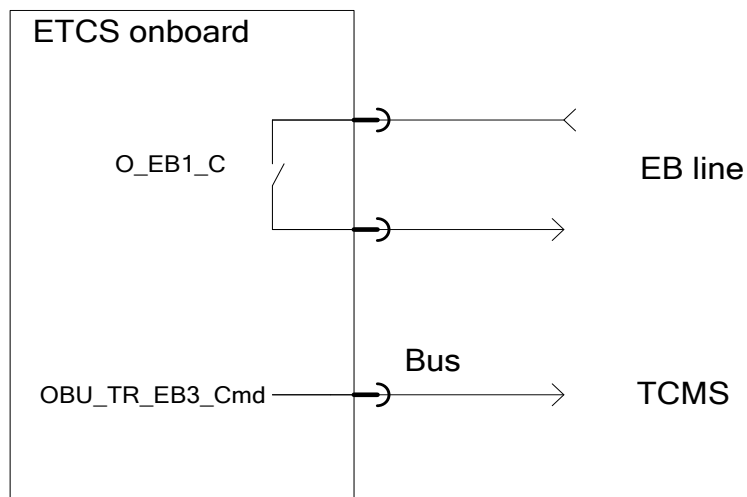 ETCS onboard
O_EB1_C
EB line
Bus
OBU_TR_EB3_Cmd
TCMS